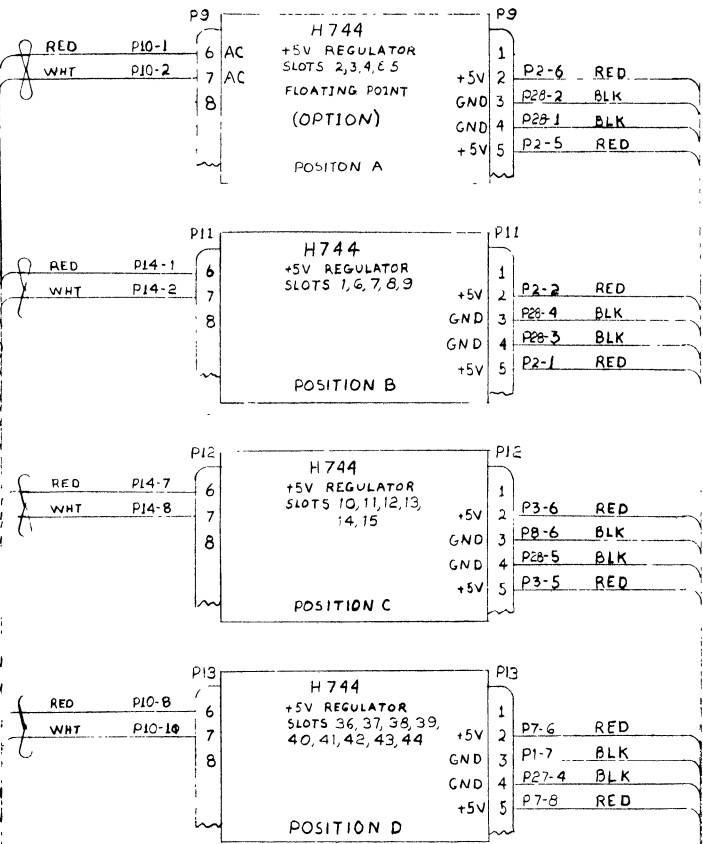 P9 H744 P9
RED P10-1 6 AC +5V REGULATOR 1
WHT P10-2 7 AC SLOTS 2,3,4,& 5 +5V 2 P2-6 RED
8 FLOATING POINT GND 3 P28-2 BLK
(OPTION) GND 4 P28-1 BLK
+5V 5 P2-5 RED
POSITON A
P11 H744 P11
RED P14-1 6 +5V REGULATOR 1
WHT P14-2 7 SLOTS 1,6,7,8,9 +5V 2 P2-2 RED
8 GND 3 P28-4 BLK
GND 4 P28-3 BLK
+5V 5 P2-1 RED
POSITION B
P12 H744 P12
RED P14-7 6 +5V REGULATOR 1
WHT P14-8 7 SLOTS 10,11,12,13, +5V 2 P3-6 RED
14,15
8 GND 3 P8-6 BLK
GND 4 P28-5 BLK
+5V 5 P3-5 RED
POSITION C
P13 H744 P13
RED P10-8 6 +5V REGULATOR 1
WHT P10-10 7 SLOTS 36, 37, 38, 39, +5V 2 P7-6 RED
40, 41, 42, 43, 44
8 GND 3 P1-7 BLK
GND 4 P27-4 BLK
+5V 5 P7-8 RED
POSITION D